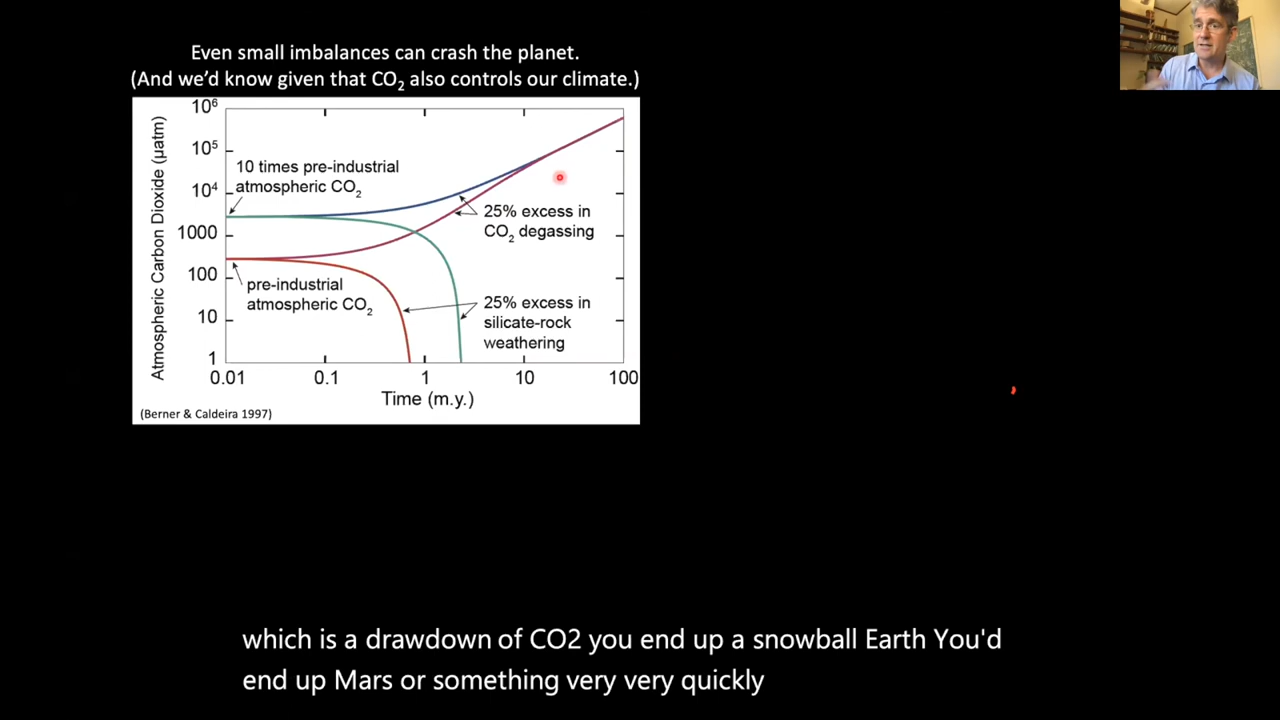 Even small imbalances can crash the planet.
(And we'd know given that CO₂ also controls our climate.)
Atmospheric Carbon Dioxide (µatm)
10⁶
10⁵
10⁴
1000
100
10
1
10 times pre-industrial
atmospheric CO₂
25% excess in
CO₂ degassing
pre-industrial
atmospheric CO₂
25% excess in
silicate-rock
weathering
0.01
0.1
1
10
100
Time (m.y.)
(Berner & Caldeira 1997)
which is a drawdown of CO2 you end up a snowball Earth You'd
end up Mars or something very very quickly